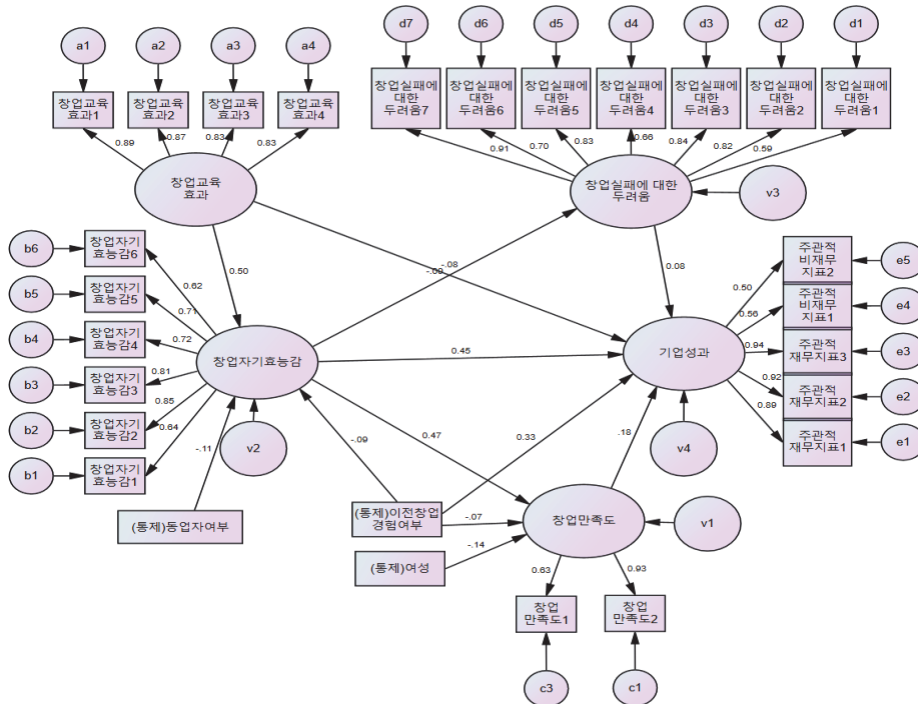 a1
a2
a3
a4
d7
d6
d5
d4
d3
d2
d1
창업교육
효과1
창업교육
효과2
창업교육
효과3
창업교육
효과4
창업실패에
대한
두려움7
창업실패에
대한
두려움6
창업실패에
대한
두려움5
창업실패에
대한
두려움4
창업실패에
대한
두려움3
창업실패에
대한
두려움2
창업실패에
대한
두려움1
0.89
0.87
0.83
0.83
0.91
0.70
0.83
0.66
0.84
0.82
0.59
창업교육
효과
창업실패에 대한
두려움
v3
b6
창업자기
효능감6
b5
창업자기
효능감5
b4
창업자기
효능감4
b3
창업자기
효능감3
b2
창업자기
효능감2
b1
창업자기
효능감1
0.62
0.71
0.72
0.81
0.85
0.64
0.50
-.08
0.08
주관적
비재무
지표2
e5
주관적
비재무
지표1
e4
주관적
재무지표3
e3
주관적
재무지표2
e2
주관적
재무지표1
e1
0.50
0.56
0.94
0.92
0.89
창업자기효능감
0.45
기업성과
-.11
v2
-.09
0.47
0.33
.18
v4
(통제)동업자여부
(통제)이전창업
경험여부
-.07
창업만족도
v1
(통제)여성
-.14
0.63
0.93
창업
만족도1
창업
만족도2
c3
c1